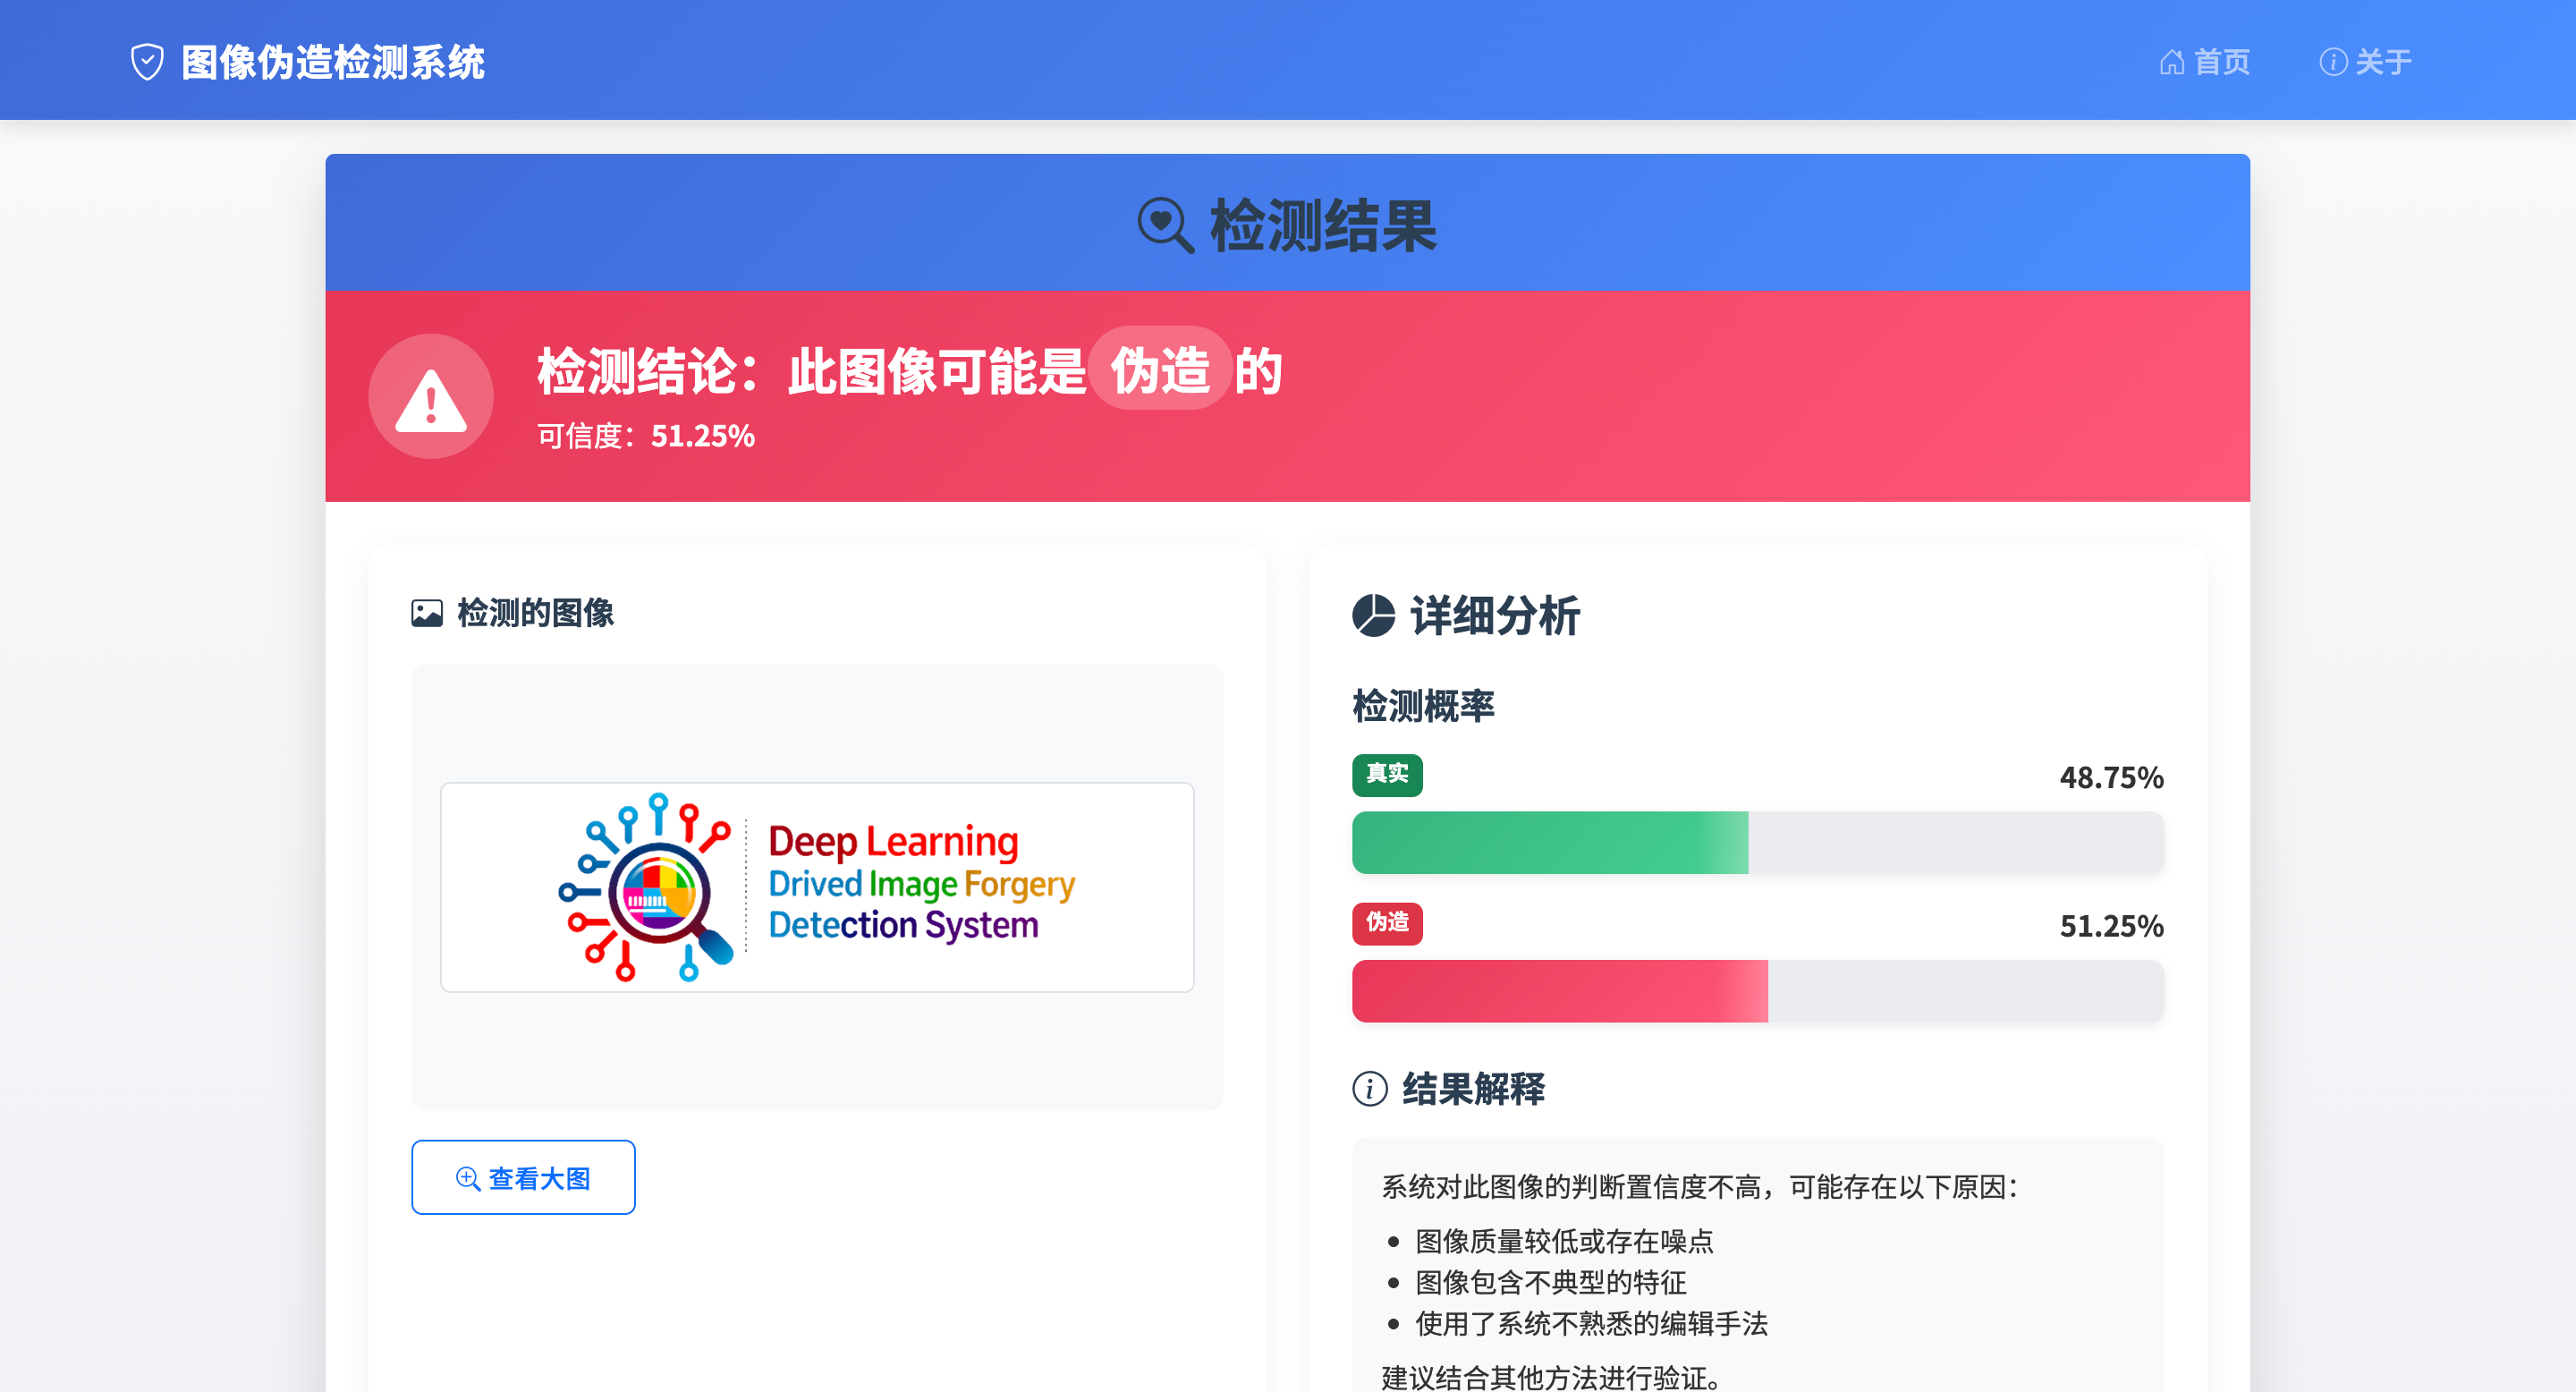 图像伪造检测系统
首页
关于
检测结果
检测结论：此图像可能是 伪造 的
可信度：51.25%
检测的图像
Deep Learning
Drived Image Forgery
Detection System
查看大图
详细分析
检测概率
真实 48.75%
伪造 51.25%
结果解释
系统对此图像的判断置信度不高，可能存在以下原因：
图像质量较低或存在噪点
图像包含不典型的特征
使用了系统不熟悉的编辑手法
建议结合其他方法进行验证。